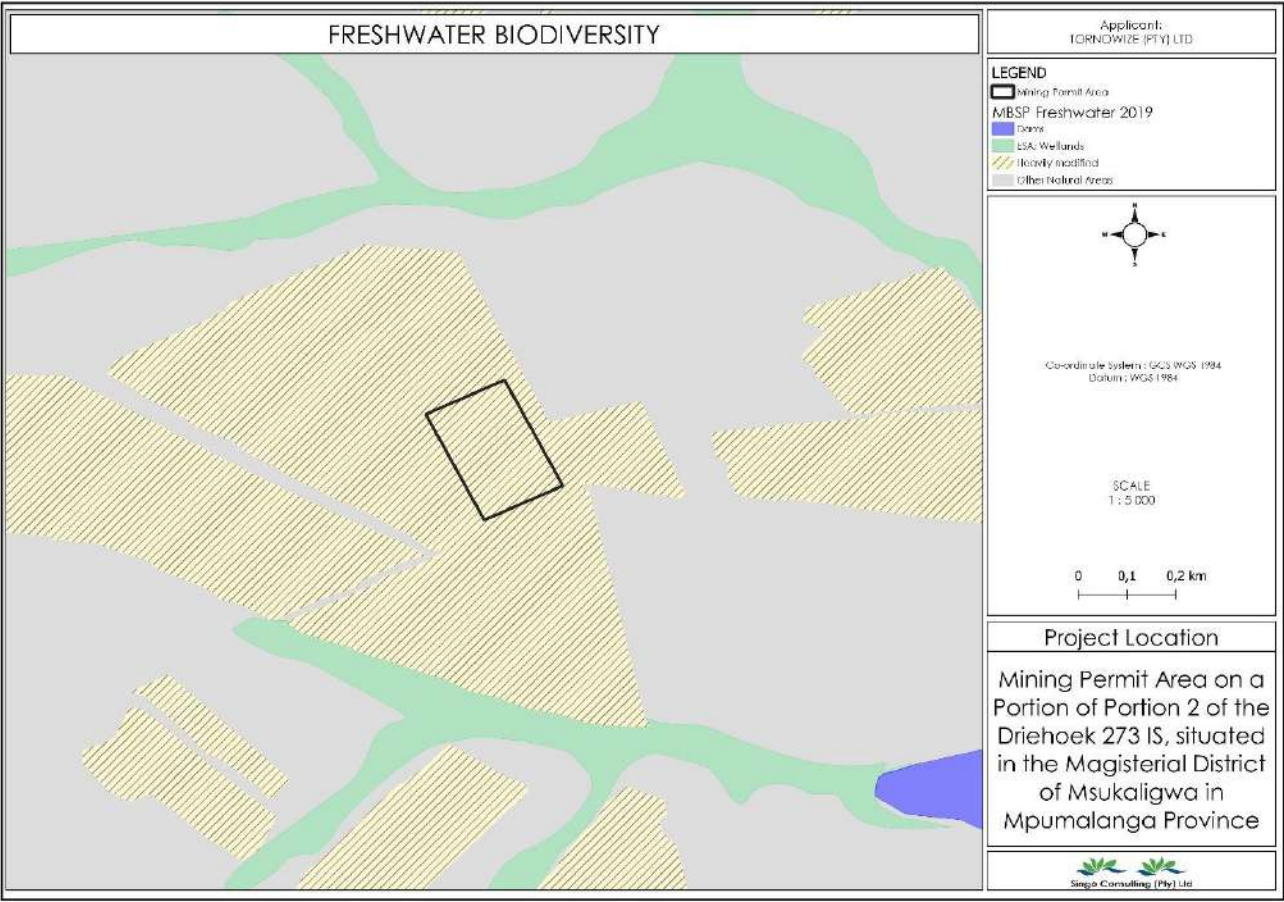 FRESHWATER BIODIVERSITY
Applicant:
TORNOWIZE (PTY) LTD
LEGEND
Mining Permit Area
MBSP Freshwater 2019
Dams
ESA: Wetlands
Heavily modified
Other Natural Areas
N
W E
S
Co-ordinate System : GCS WGS 1984
Datum : WGS 1984
SCALE
1 : 5 000
0 0,1 0,2 km
Project Location
Mining Permit Area on a
Portion of Portion 2 of the
Driehoek 273 IS, situated
in the Magisterial District
of Msukaligwa in
Mpumalanga Province
Singo Consulting (Pty) Ltd